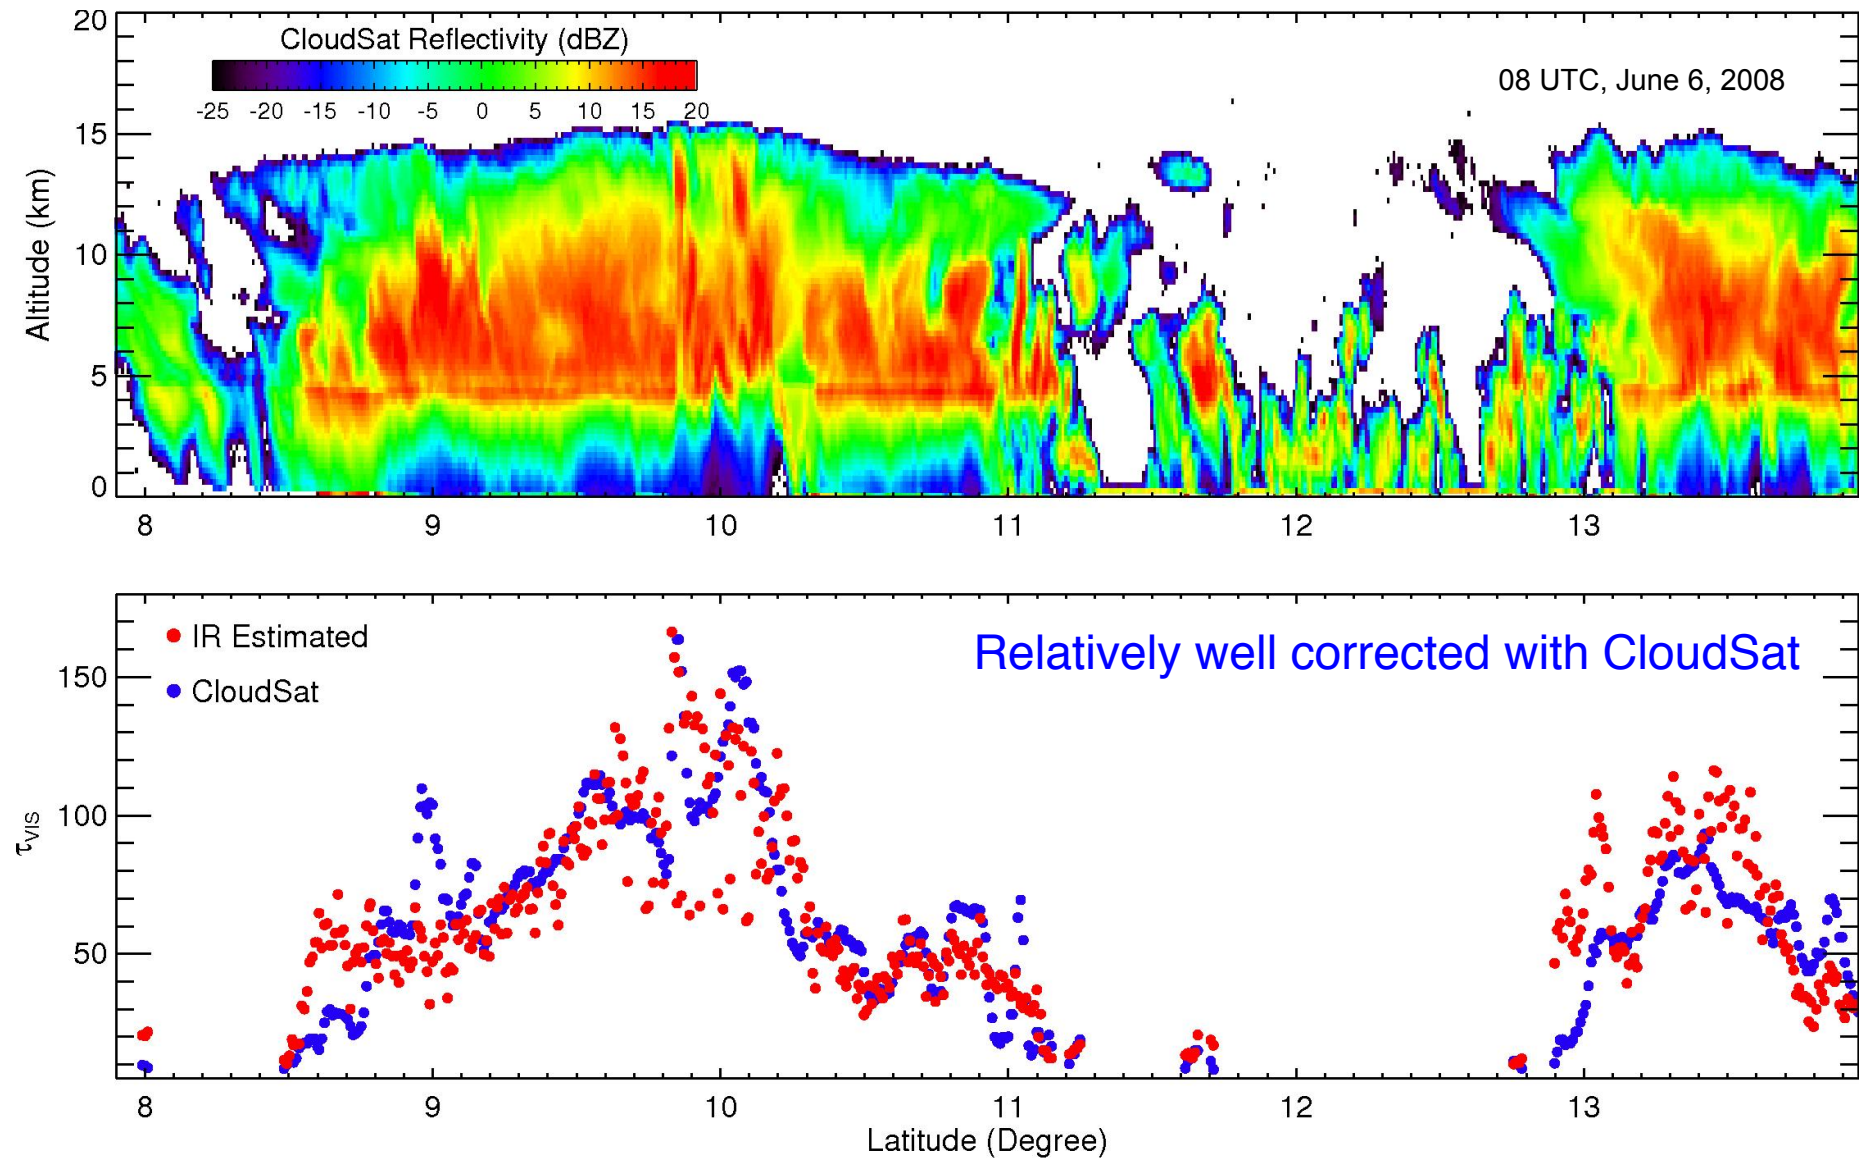 CloudSat Reflectivity (dBZ)
-25 -20 -15 -10 -5 0 5 10 15 20
08 UTC, June 6, 2008
Altitude (km)
20
15
10
5
0
8 9 10 11 12 13
IR Estimated
CloudSat
Relatively well corrected with CloudSat
τVIS
150
100
50
8 9 10 11 12 13
Latitude (Degree)